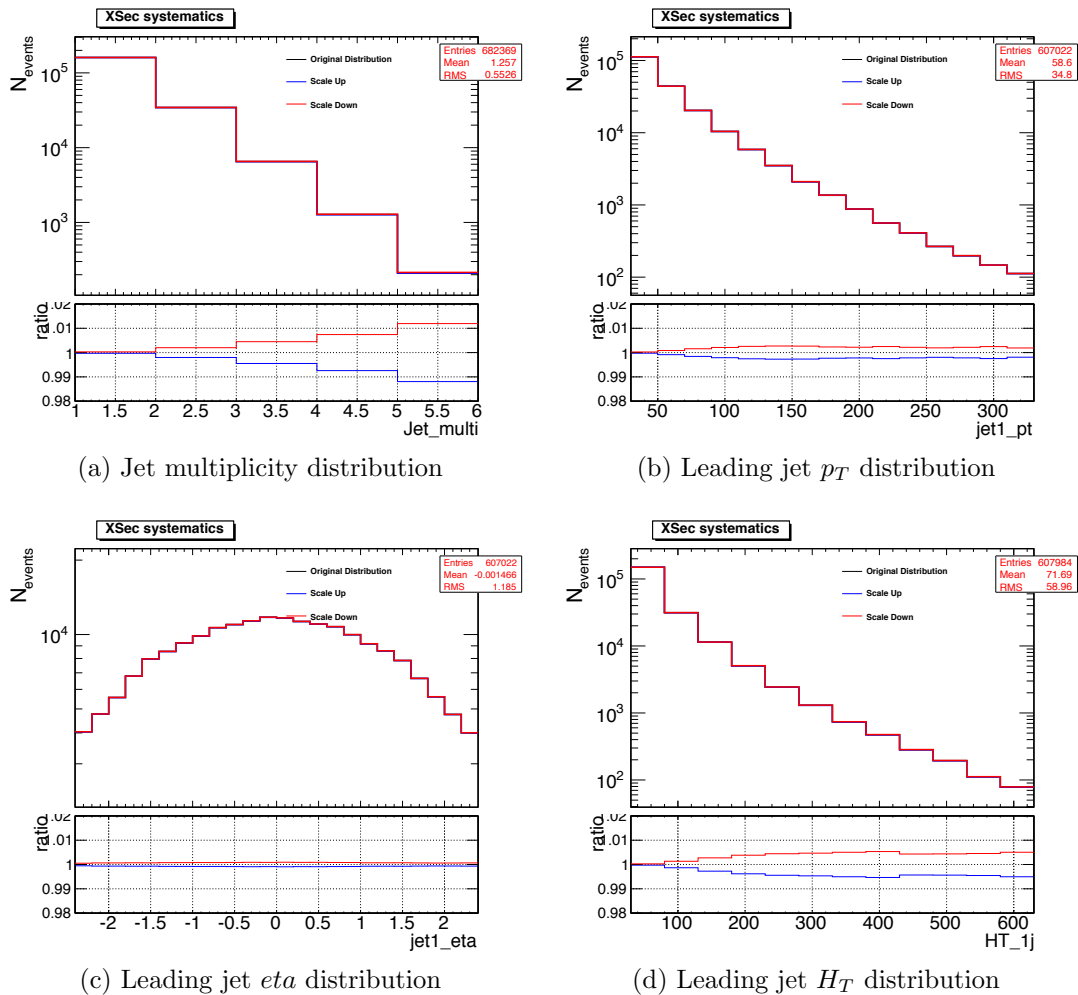 XSec systematics
Entries 682369
Mean 1.257
RMS 0.5526
Original Distribution
Scale Up
Scale Down
N_events
10^5
10^4
10^3
1.02
1.01
1
0.99
0.98
ratio
1 1.5 2 2.5 3 3.5 4 4.5 5 5.5 6
Jet_multi
(a) Jet multiplicity distribution
XSec systematics
Entries 607022
Mean 58.6
RMS 34.8
Original Distribution
Scale Up
Scale Down
N_events
10^5
10^4
10^3
10^2
1.02
1.01
1
0.99
0.98
ratio
50 100 150 200 250 300
jet1_pt
(b) Leading jet p_T distribution
XSec systematics
Entries 607022
Mean -0.001466
RMS 1.185
Original Distribution
Scale Up
Scale Down
N_events
10^4
1.02
1.01
1
0.99
0.98
ratio
-2 -1.5 -1 -0.5 0 0.5 1 1.5 2
jet1_eta
(c) Leading jet eta distribution
XSec systematics
Entries 607984
Mean 71.69
RMS 58.96
Original Distribution
Scale Up
Scale Down
N_events
10^5
10^4
10^3
10^2
1.02
1.01
1
0.99
0.98
ratio
100 200 300 400 500 600
HT_1j
(d) Leading jet H_T distribution